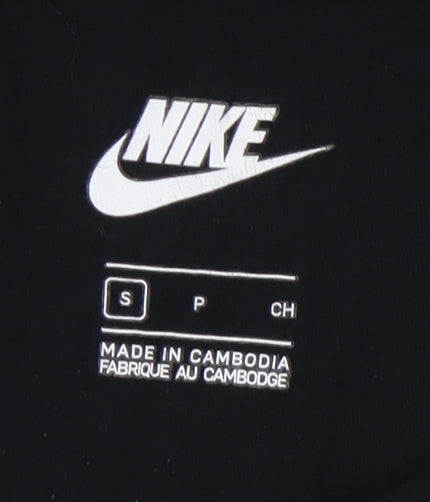 NIKE
S P CH
MADE IN CAMBODIA
FABRIQUE AU CAMBODGE